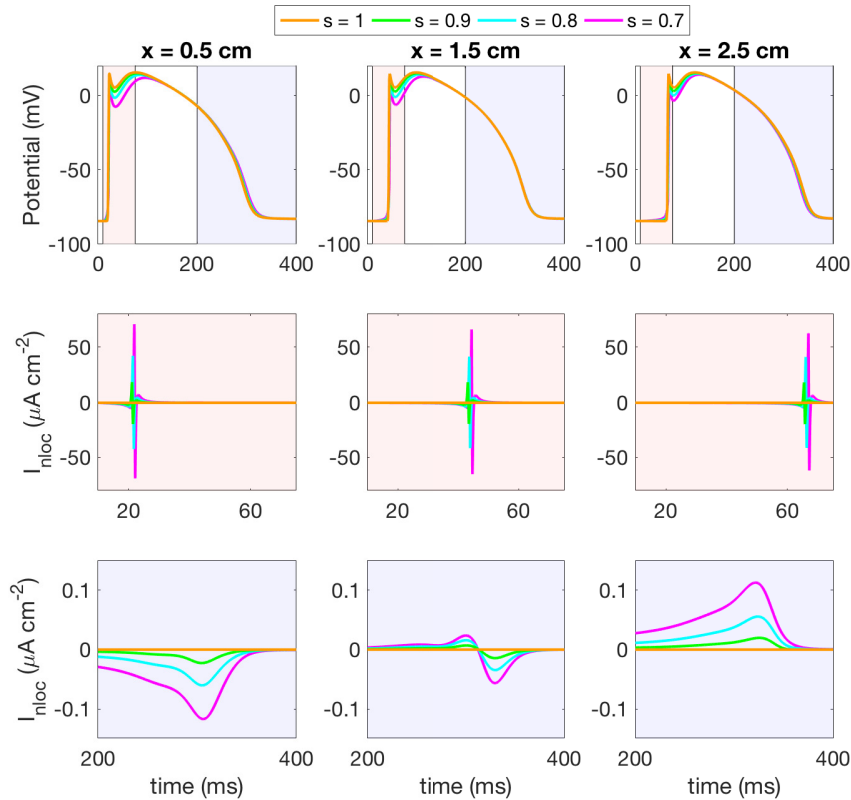 s = 1 s = 0.9 s = 0.8 s = 0.7
x = 0.5 cm x = 1.5 cm x = 2.5 cm
Potential (mV)
0 0 0
-50 -50 -50
-100 -100 -100
0 200 400 0 200 400 0 200 400
I_nloc (μA cm⁻²)
50 50 50
0 0 0
-50 -50 -50
20 60 20 60 20 60
I_nloc (μA cm⁻²)
0.1 0.1 0.1
0 0 0
-0.1 -0.1 -0.1
200 400 200 400 200 400
time (ms) time (ms) time (ms)